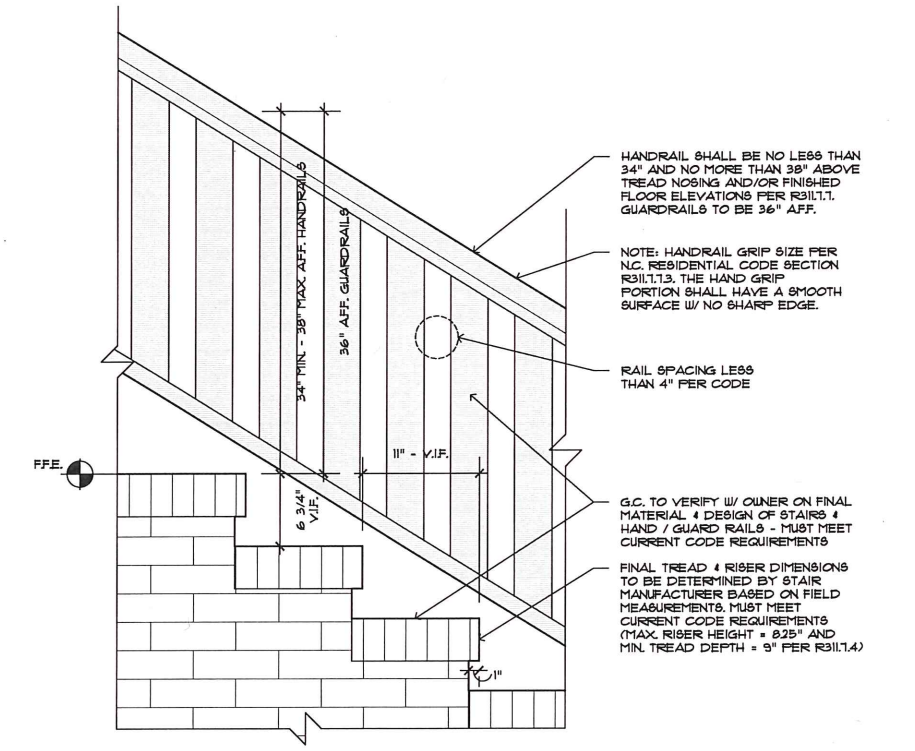 HANDRAIL SHALL BE NO LESS THAN
34" AND NO MORE THAN 38" ABOVE
TREAD NOSING AND/OR FINISHED
FLOOR ELEVATIONS PER R311.7.7.
GUARDRAILS TO BE 36" AFF.
NOTE: HANDRAIL GRIP SIZE PER
N.C. RESIDENTIAL CODE SECTION
R311.7.7.3. THE HAND GRIP
PORTION SHALL HAVE A SMOOTH
SURFACE W/ NO SHARP EDGE.
34" MIN. - 38" MAX. AFF. HANDRAILS
36" AFF. GUARDRAILS
RAIL SPACING LESS
THAN 4" PER CODE
11" - V.I.F.
F.F.E.
6 3/4"
V.I.F.
G.C. TO VERIFY W/ OWNER ON FINAL
MATERIAL & DESIGN OF STAIRS &
HAND / GUARD RAILS - MUST MEET
CURRENT CODE REQUIREMENTS
FINAL TREAD & RISER DIMENSIONS
TO BE DETERMINED BY STAIR
MANUFACTURER BASED ON FIELD
MEASUREMENTS. MUST MEET
CURRENT CODE REQUIREMENTS
(MAX. RISER HEIGHT = 8.25" AND
MIN. TREAD DEPTH = 9" PER R311.7.4)
1"